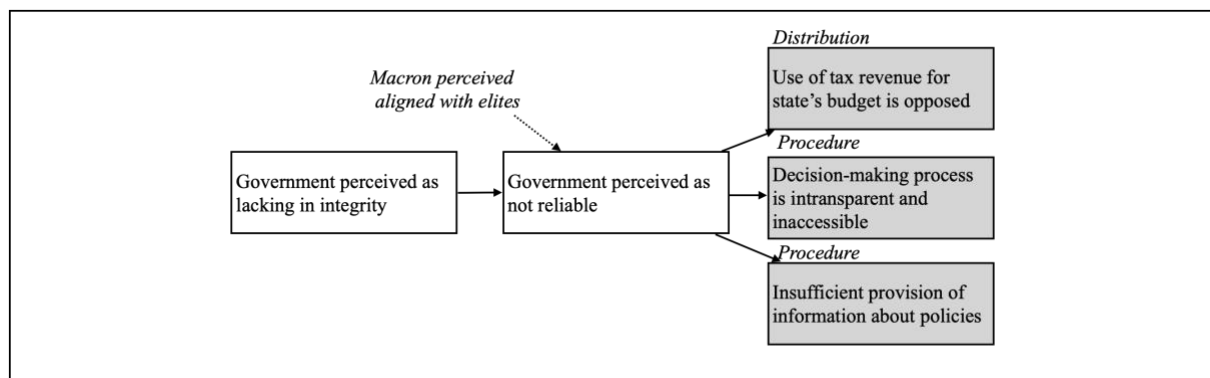 Distribution
Use of tax revenue for
state's budget is opposed
Macron perceived
aligned with elites
Procedure
Government perceived as
lacking in integrity
Government perceived as
not reliable
Decision-making process
is intransparent and
inaccessible
Procedure
Insufficient provision of
information about policies